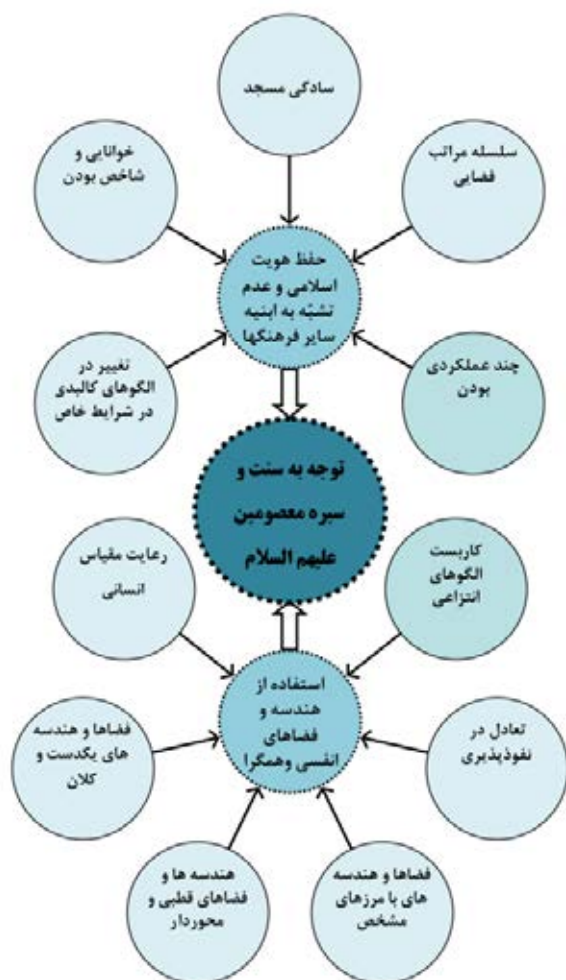 سادگی مسجد
سلسله مراتب
فضایی
خوانایی و
شاخص بودن
حفظ هویت
اسلامی و عدم
تشبّه به ابنیه
سایر فرهنگها
چند عملکردی
بودن
تغییر در
الگوهای کالبدی
در شرایط خاص
توجه به سنت و
سیره معصومین
علیهم السلام
کاربست
الگوهای
انتزاعی
رعایت مقیاس
انسانی
استفاده از
هندسه و
فضاهای
انفسی وهمگرا
تعادل در
نفوذپذیری
فضاها و هندسه
های یکدست و
کلان
فضاها و هندسه
های با مرزهای
مشخص
هندسه ها و
فضاهای قطبی و
محوردار